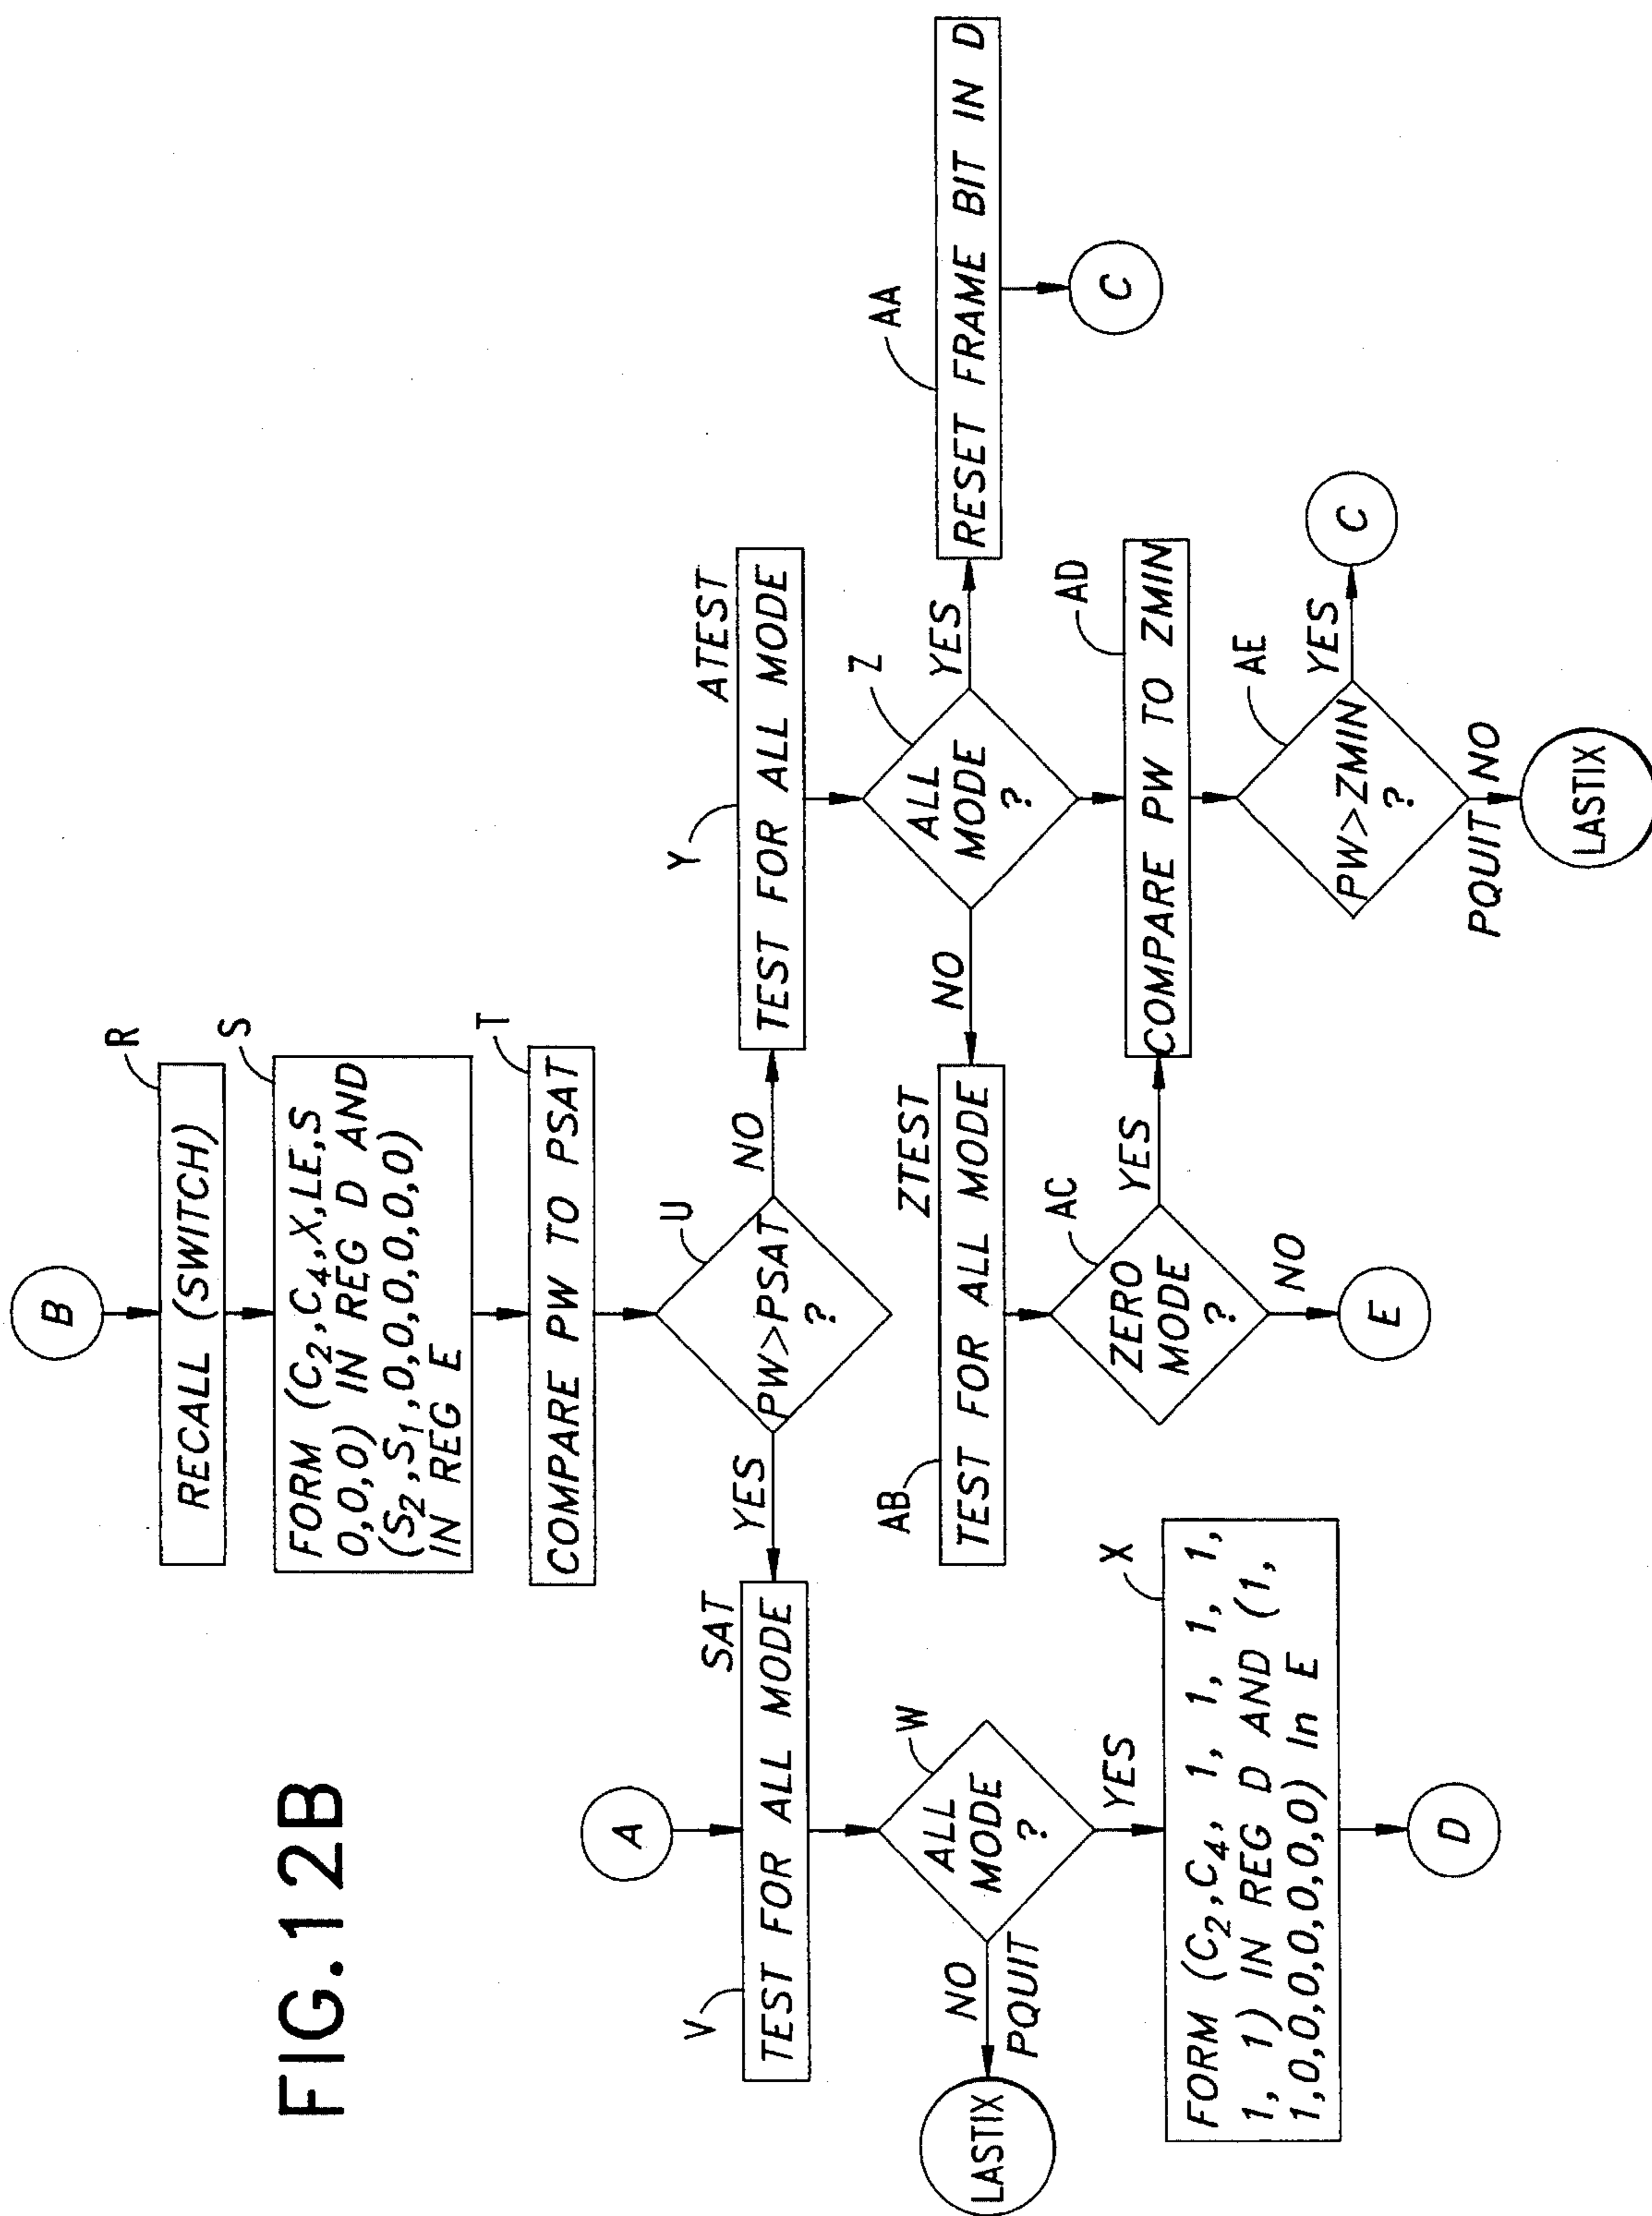 FIG.12B
B
RECALL (SWITCH)
R
FORM (C₂,C₄,X,LE,S
0,0,0) IN REG D AND
(S₂,S₁,0,0,0,0,0,0)
IN REG E
S
COMPARE PW TO PSAT
T
PW>PSAT
?
U
YES
NO
A
SAT
V
TEST FOR ALL MODE
ALL
MODE
?
W
NO
PQUIT
LASTIX
YES
X
FORM (C₂,C₄, 1, 1, 1, 1,
1, 1) IN REG D AND (1,
1,0,0,0,0,0,0) In E
D
ATEST
Y
TEST FOR ALL MODE
ALL
MODE
?
Z
YES
AA
RESET FRAME BIT IN D
C
NO
ZTEST
AB
TEST FOR ALL MODE
ZERO
MODE
?
AC
NO
E
YES
COMPARE PW TO ZMIN
AD
PW>ZMIN
?
AE
YES
C
PQUIT NO
LASTIX